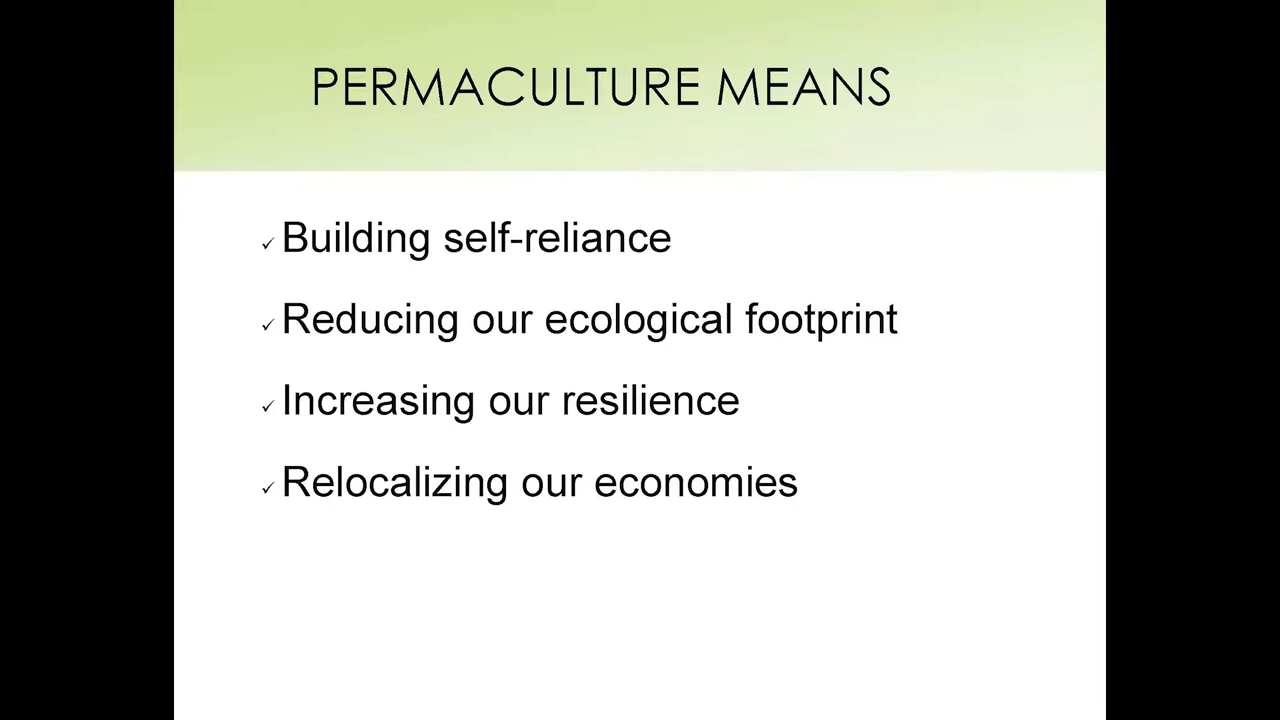 PERMACULTURE MEANS
✓ Building self-reliance
✓ Reducing our ecological footprint
✓ Increasing our resilience
✓ Relocalizing our economies